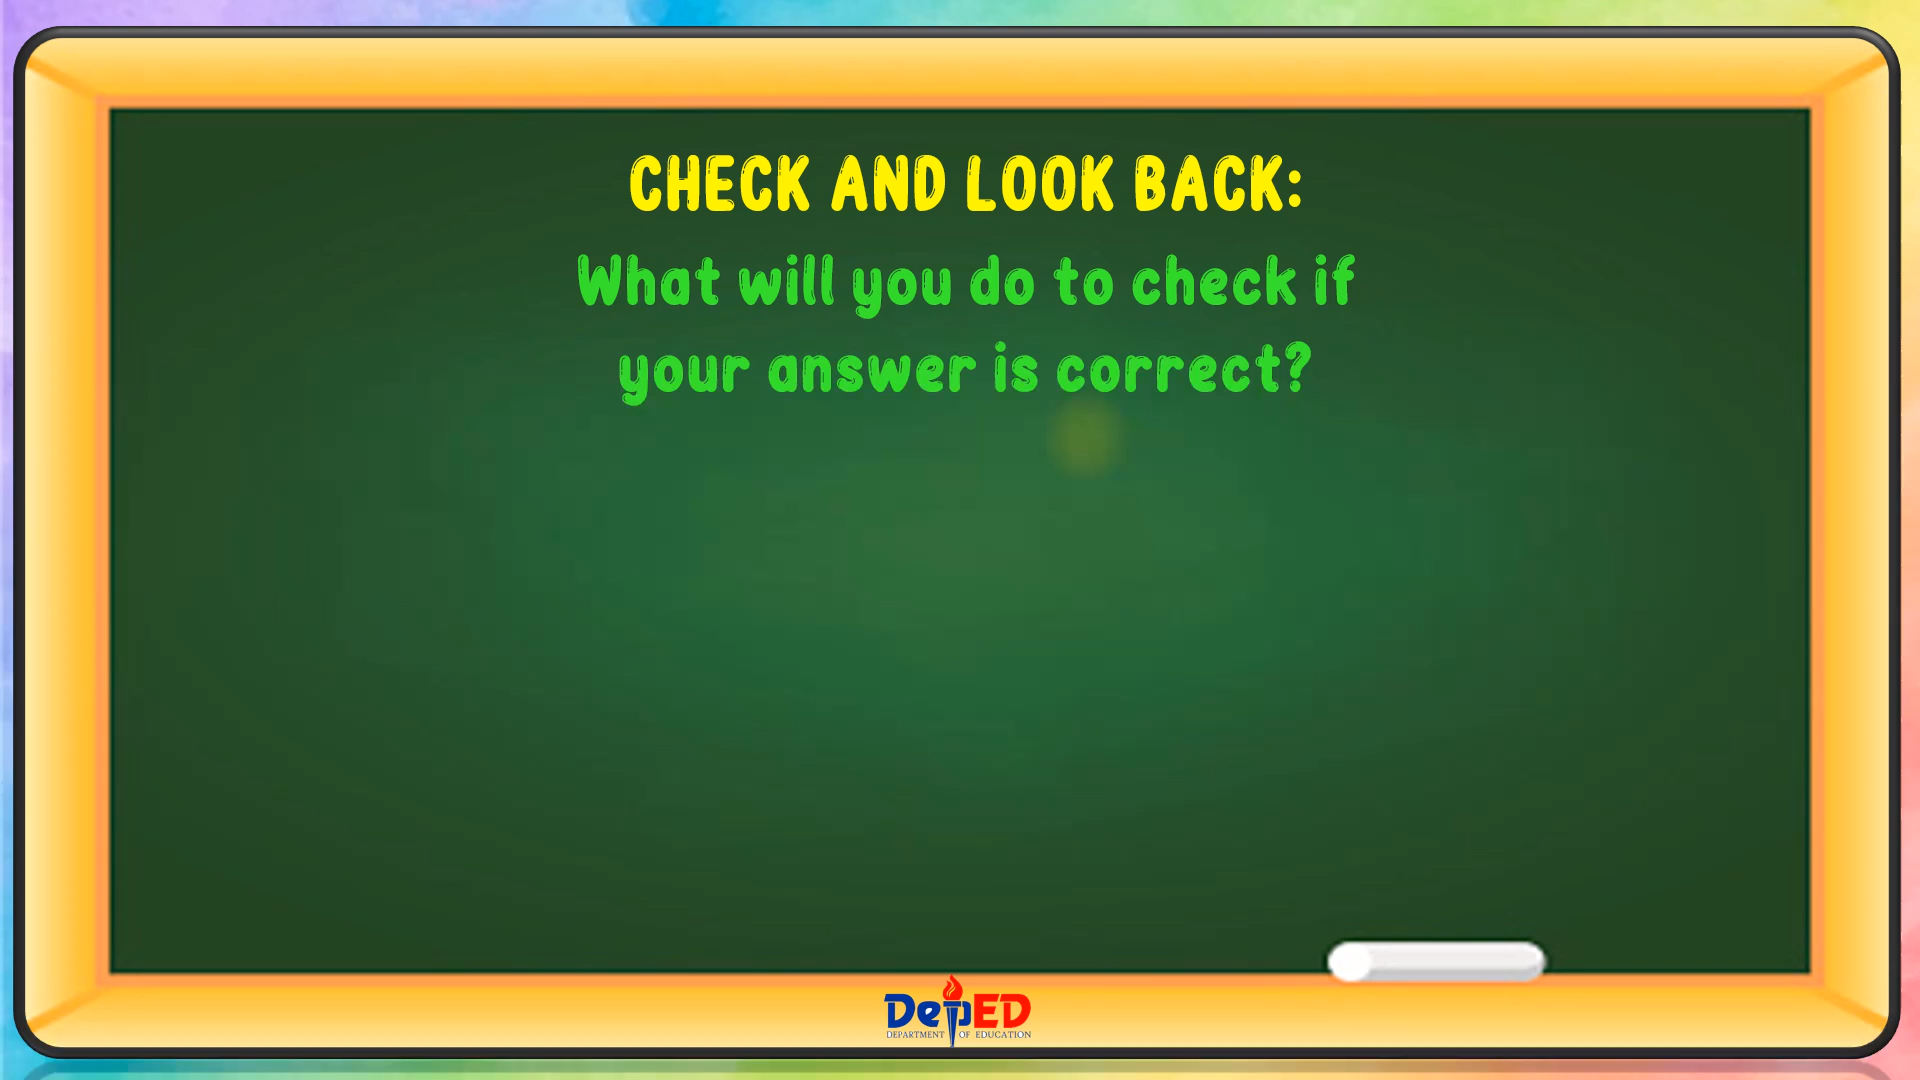 CHECK AND LOOK BACK:
What will you do to check if
your answer is correct?
DepED
DEPARTMENT OF EDUCATION